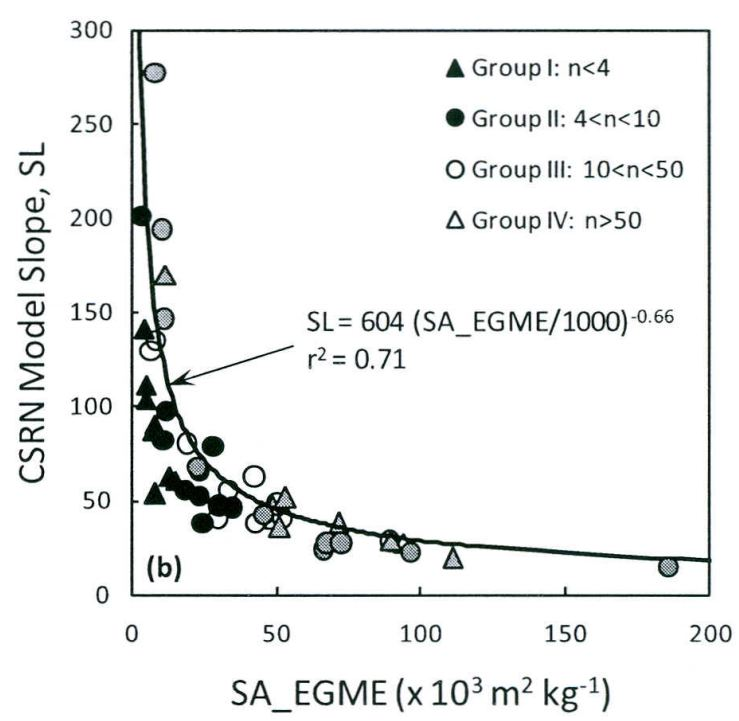 300
250
200
150
100
50
0
CSRN Model Slope, SL
Group I: n<4
Group II: 4<n<10
Group III: 10<n<50
Group IV: n>50
SL = 604 (SA_EGME/1000)^-0.66
r² = 0.71
(b)
0 50 100 150 200
SA_EGME (x 10³ m² kg⁻¹)